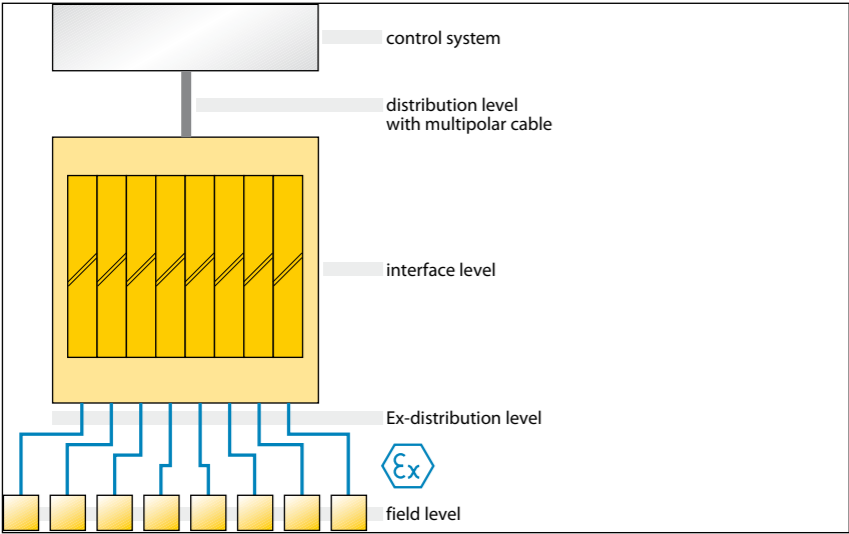 control system
distribution level
with multipolar cable
interface level
Ex-distribution level
Ex
field level